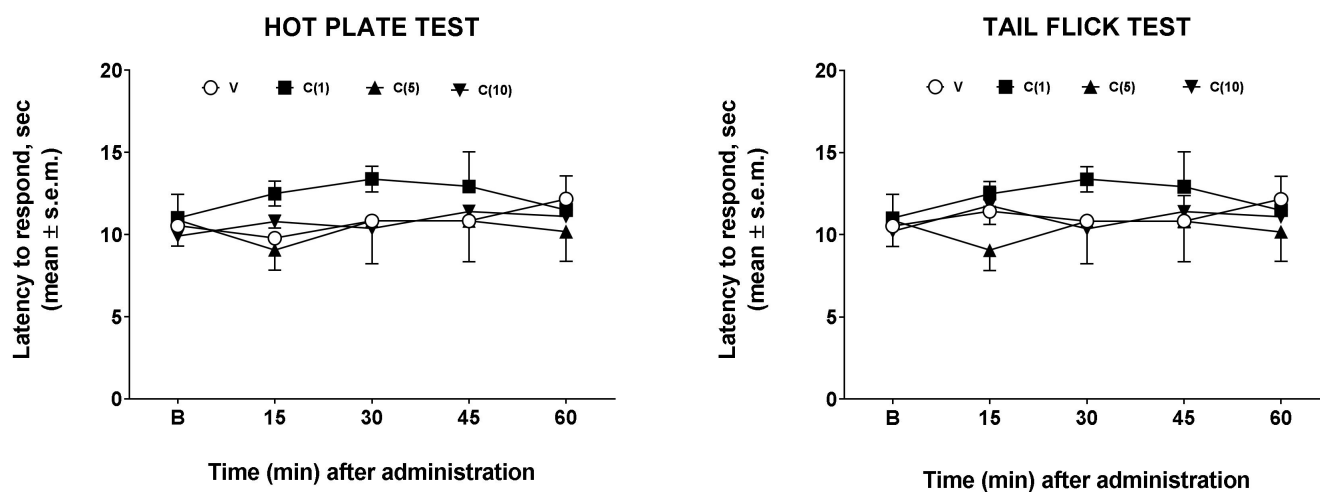 HOT PLATE TEST
V C(1) C(5) C(10)
Latency to respond, sec
(mean ± s.e.m.)
20
15
10
5
0
B 15 30 45 60
Time (min) after administration
TAIL FLICK TEST
V C(1) C(5) C(10)
Latency to respond, sec
(mean ± s.e.m.)
20
15
10
5
0
B 15 30 45 60
Time (min) after administration